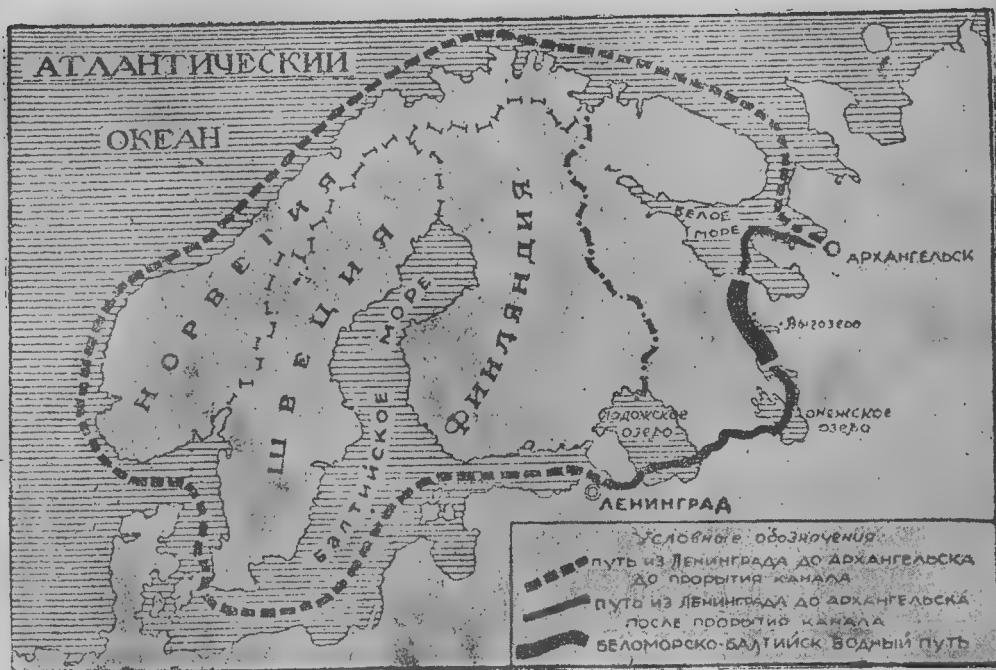 АТЛАНТИЧЕСКИЙ
ОКЕАН
НОРВЕГИЯ
ШВЕЦИЯ
ФИНЛЯНДИЯ
БАЛТИЙСКОЕ МОРЕ
БЕЛОЕ
МОРЕ
АРХАНГЕЛЬСК
Выгозеро
Онежское
озеро
Ладожское
озеро
ЛЕНИНГРАД
Условные обозначения
ПУТЬ ИЗ ЛЕНИНГРАДА ДО АРХАНГЕЛЬСКА
ДО ПРОРЫТИЯ КАНАЛА
ПУТЬ ИЗ ЛЕНИНГРАДА ДО АРХАНГЕЛЬСКА
ПОСЛЕ ПРОРЫТИЯ КАНАЛА
БЕЛОМОРСКО-БАЛТИЙСК. ВОДНЫЙ ПУТЬ